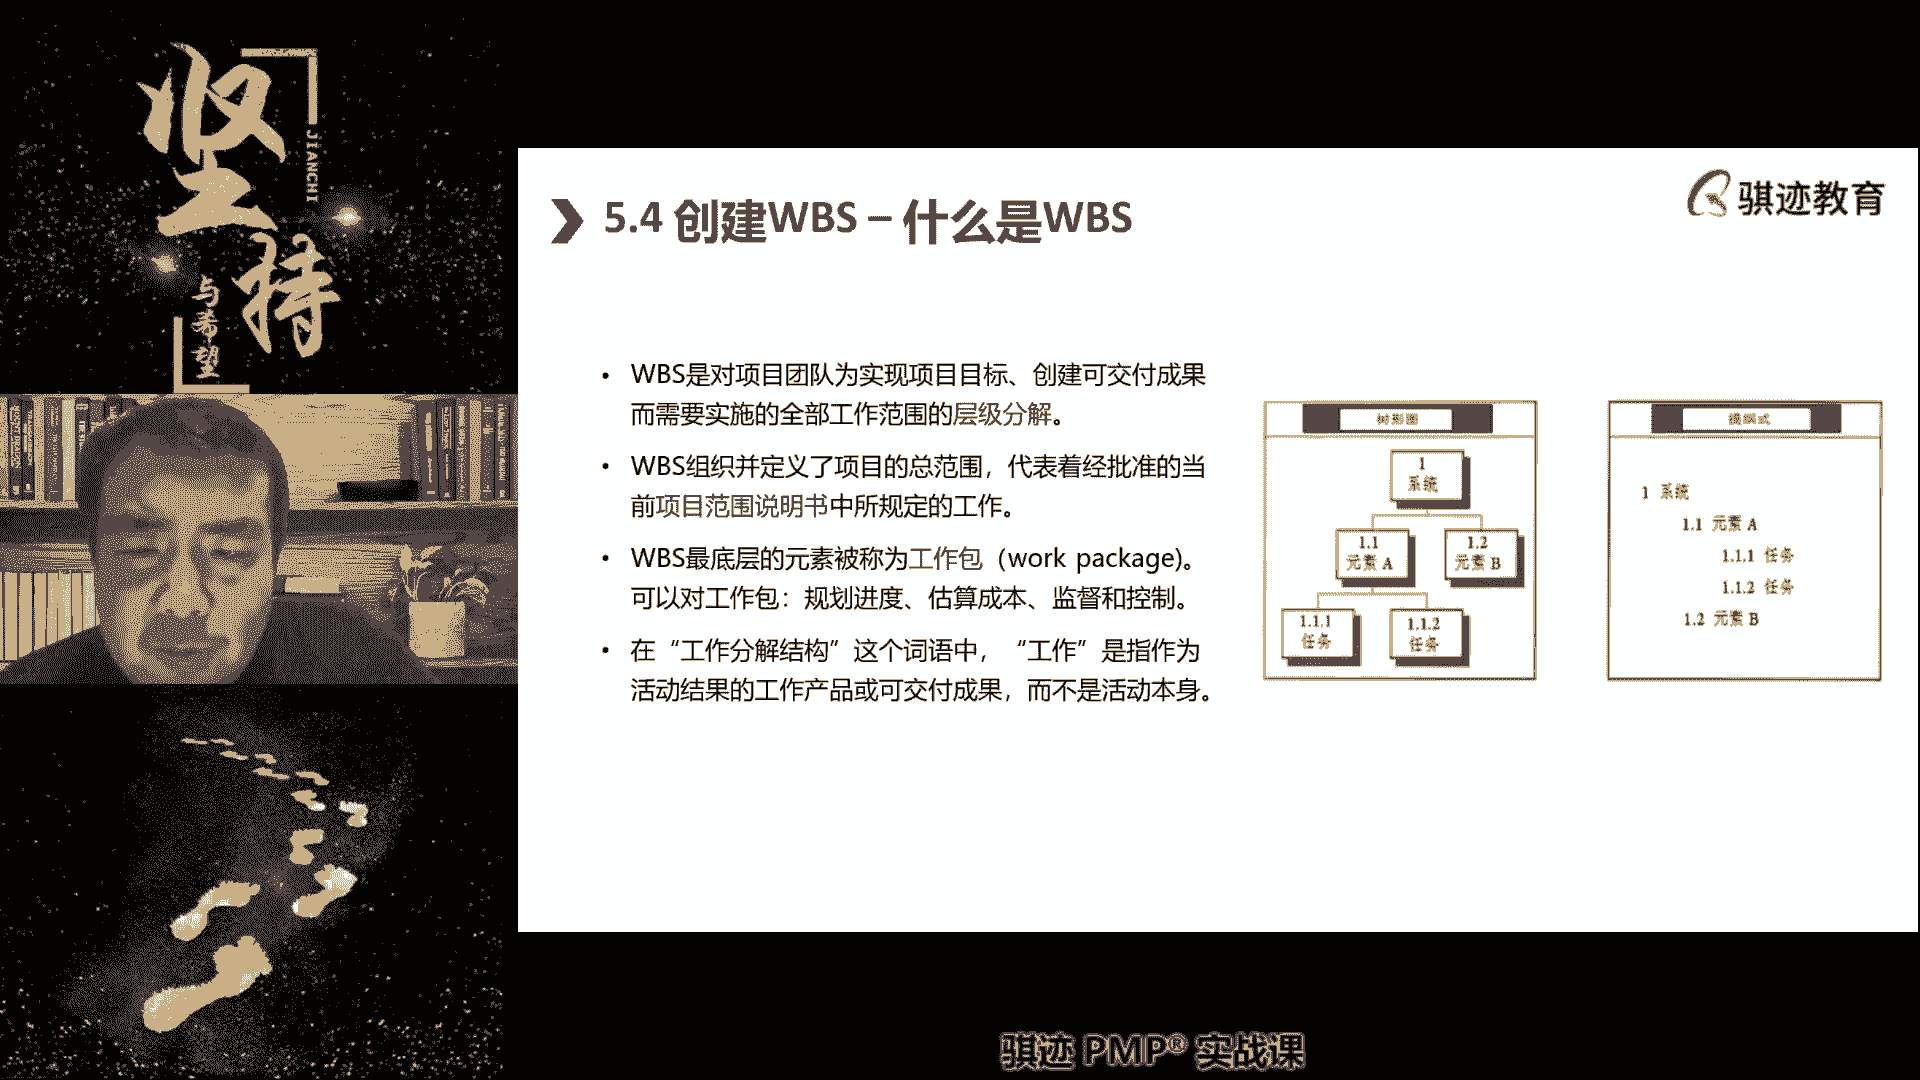 坚持
JIANCHI
与希望
骐迹教育
5.4 创建WBS – 什么是WBS
• WBS是对项目团队为实现项目目标、创建可交付成果
而需要实施的全部工作范围的层级分解。
• WBS组织并定义了项目的总范围，代表着经批准的当
前项目范围说明书中所规定的工作。
• WBS最底层的元素被称为工作包（work package)。
可以对工作包：规划进度、估算成本、监督和控制。
• 在“工作分解结构”这个词语中，“工作”是指作为
活动结果的工作产品或可交付成果，而不是活动本身。
树形图
1
系统
1.1
元素 A
1.2
元素 B
1.1.1
任务
1.1.2
任务
提纲式
1 系统
1.1 元素 A
1.1.1 任务
1.1.2 任务
1.2 元素 B
骐迹 PMP® 实战课